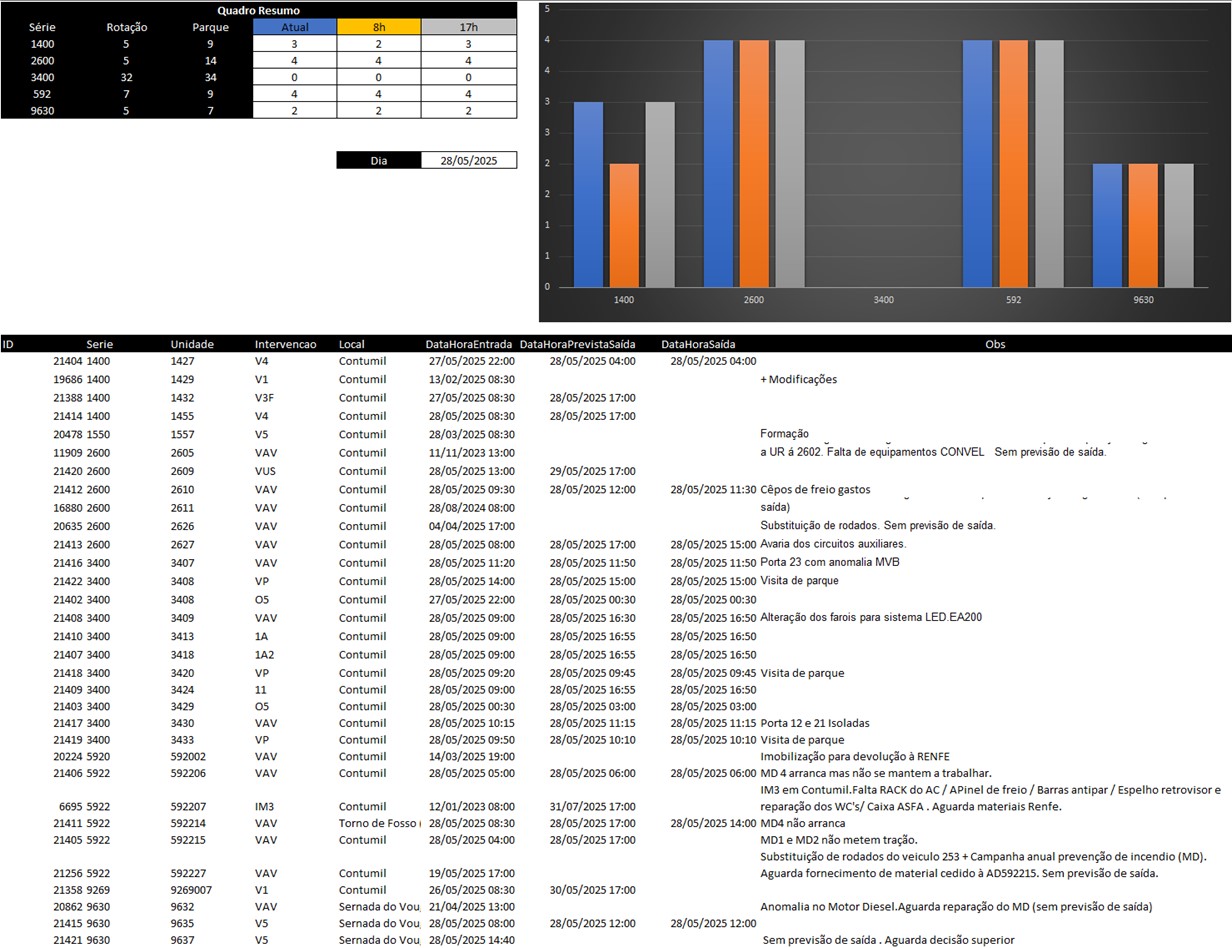 Quadro Resumo
Série Rotação Parque Atual 8h 17h
1400 5 9 3 2 3
2600 5 14 4 4 4
3400 32 34 0 0 0
592 7 9 4 4 4
9630 5 7 2 2 2
Dia 28/05/2025
5
4
4
3
3
2
2
1
1
0
1400 2600 3400 592 9630
ID Serie Unidade Intervencao Local DataHoraEntrada DataHoraPrevistaSaída DataHoraSaída Obs
21404 1400 1427 V4 Contumil 27/05/2025 22:00 28/05/2025 04:00 28/05/2025 04:00
19686 1400 1429 V1 Contumil 13/02/2025 08:30 + Modificações
21388 1400 1432 V3F Contumil 27/05/2025 08:30 28/05/2025 17:00
21414 1400 1455 V4 Contumil 28/05/2025 08:30 28/05/2025 17:00
20478 1550 1557 V5 Contumil 28/03/2025 08:30 Formação
11909 2600 2605 VAV Contumil 11/11/2023 13:00 a UR á 2602. Falta de equipamentos CONVEL Sem previsão de saída.
21420 2600 2609 VUS Contumil 28/05/2025 13:00 29/05/2025 17:00
21412 2600 2610 VAV Contumil 28/05/2025 09:30 28/05/2025 12:00 28/05/2025 11:30 Cêpos de freio gastos
16880 2600 2611 VAV Contumil 28/08/2024 08:00 saída)
20635 2600 2626 VAV Contumil 04/04/2025 17:00 Substituição de rodados. Sem previsão de saída.
21413 2600 2627 VAV Contumil 28/05/2025 08:00 28/05/2025 17:00 28/05/2025 15:00 Avaria dos circuitos auxiliares.
21416 3400 3407 VAV Contumil 28/05/2025 11:20 28/05/2025 11:50 28/05/2025 11:50 Porta 23 com anomalia MVB
21422 3400 3408 VP Contumil 28/05/2025 14:00 28/05/2025 15:00 28/05/2025 15:00 Visita de parque
21402 3400 3408 O5 Contumil 27/05/2025 22:00 28/05/2025 00:30 28/05/2025 00:30
21408 3400 3409 VAV Contumil 28/05/2025 09:00 28/05/2025 16:30 28/05/2025 16:50 Alteração dos farois para sistema LED.EA200
21410 3400 3413 1A Contumil 28/05/2025 09:00 28/05/2025 16:55 28/05/2025 16:50
21407 3400 3418 1A2 Contumil 28/05/2025 09:00 28/05/2025 16:55 28/05/2025 16:50
21418 3400 3420 VP Contumil 28/05/2025 09:20 28/05/2025 09:45 28/05/2025 09:45 Visita de parque
21409 3400 3424 11 Contumil 28/05/2025 09:00 28/05/2025 16:55 28/05/2025 16:50
21403 3400 3429 O5 Contumil 28/05/2025 00:30 28/05/2025 03:00 28/05/2025 03:00
21417 3400 3430 VAV Contumil 28/05/2025 10:15 28/05/2025 11:15 28/05/2025 11:15 Porta 12 e 21 Isoladas
21419 3400 3433 VP Contumil 28/05/2025 09:50 28/05/2025 10:10 28/05/2025 10:10 Visita de parque
20224 5920 592002 VAV Contumil 14/03/2025 19:00 Imobilização para devolução à RENFE
21406 5922 592206 VAV Contumil 28/05/2025 05:00 28/05/2025 06:00 28/05/2025 06:00 MD 4 arranca mas não se mantem a trabalhar.
IM3 em Contumil.Falta RACK do AC / APinel de freio / Barras antipar / Espelho retrovisor e
6695 5922 592207 IM3 Contumil 12/01/2023 08:00 31/07/2025 17:00 reparação dos WC's/ Caixa ASFA . Aguarda materiais Renfe.
21411 5922 592214 VAV Torno de Fosso ( 28/05/2025 08:30 28/05/2025 17:00 28/05/2025 14:00 MD4 não arranca
21405 5922 592215 VAV Contumil 28/05/2025 04:00 28/05/2025 17:00 MD1 e MD2 não metem tração.
Substituição de rodados do veiculo 253 + Campanha anual prevenção de incendio (MD).
21256 5922 592227 VAV Contumil 19/05/2025 17:00 Aguarda fornecimento de material cedido à AD592215. Sem previsão de saída.
21358 9269 9269007 V1 Contumil 26/05/2025 08:30 30/05/2025 17:00
20862 9630 9632 VAV Sernada do Vou, 21/04/2025 13:00 Anomalia no Motor Diesel.Aguarda reparação do MD (sem previsão de saída)
21415 9630 9635 V5 Sernada do Vou, 28/05/2025 08:00 28/05/2025 12:00 28/05/2025 12:00
21421 9630 9637 V5 Sernada do Vou, 28/05/2025 14:40 Sem previsão de saída . Aguarda decisão superior